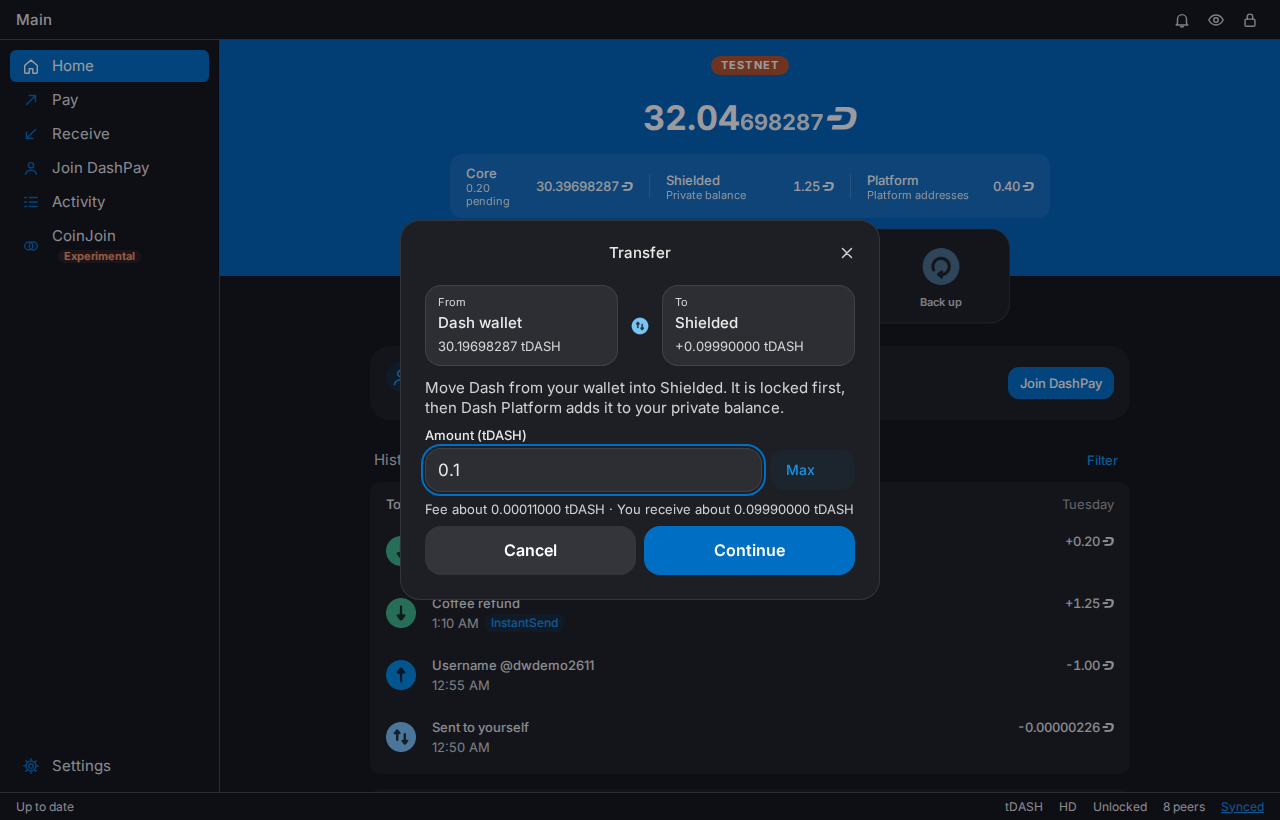 Main
Home
Pay
Receive
Join DashPay
Activity
CoinJoin
Experimental
Settings
TESTNET
32.04698287
Core
0.20
pending
30.39698287
Shielded
Private balance
1.25
Platform
Platform addresses
0.40
Back up
Join DashPay
Filter
Tuesday
+0.20
Coffee refund
1:10 AM InstantSend
+1.25
Username @dwdemo2611
12:55 AM
-1.00
Sent to yourself
12:50 AM
-0.00000226
Transfer
From
Dash wallet
30.19698287 tDASH
To
Shielded
+0.09990000 tDASH
Move Dash from your wallet into Shielded. It is locked first,
then Dash Platform adds it to your private balance.
Amount (tDASH)
0.1
Max
Fee about 0.00011000 tDASH · You receive about 0.09990000 tDASH
Cancel
Continue
Up to date
tDASH
HD
Unlocked
8 peers
Synced